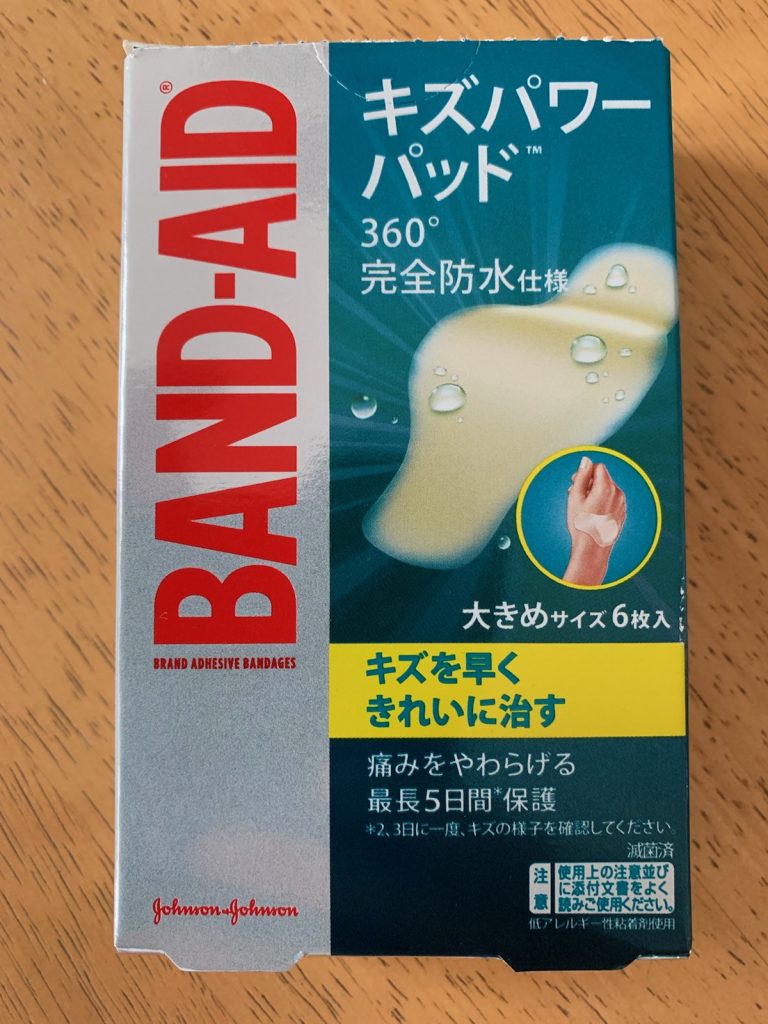 BAND-AID®
BRAND ADHESIVE BANDAGES
Johnson+Johnson
キズパワー
パッド™
360°
完全防水仕様
大きめサイズ 6枚入
キズを早く
きれいに治す
痛みをやわらげる
最長5日間*保護
*2、3日に一度、キズの様子を確認してください。
滅菌済
注意
使用上の注意並び
に添付文書をよく
読みご使用ください。
低アレルギー性粘着剤使用